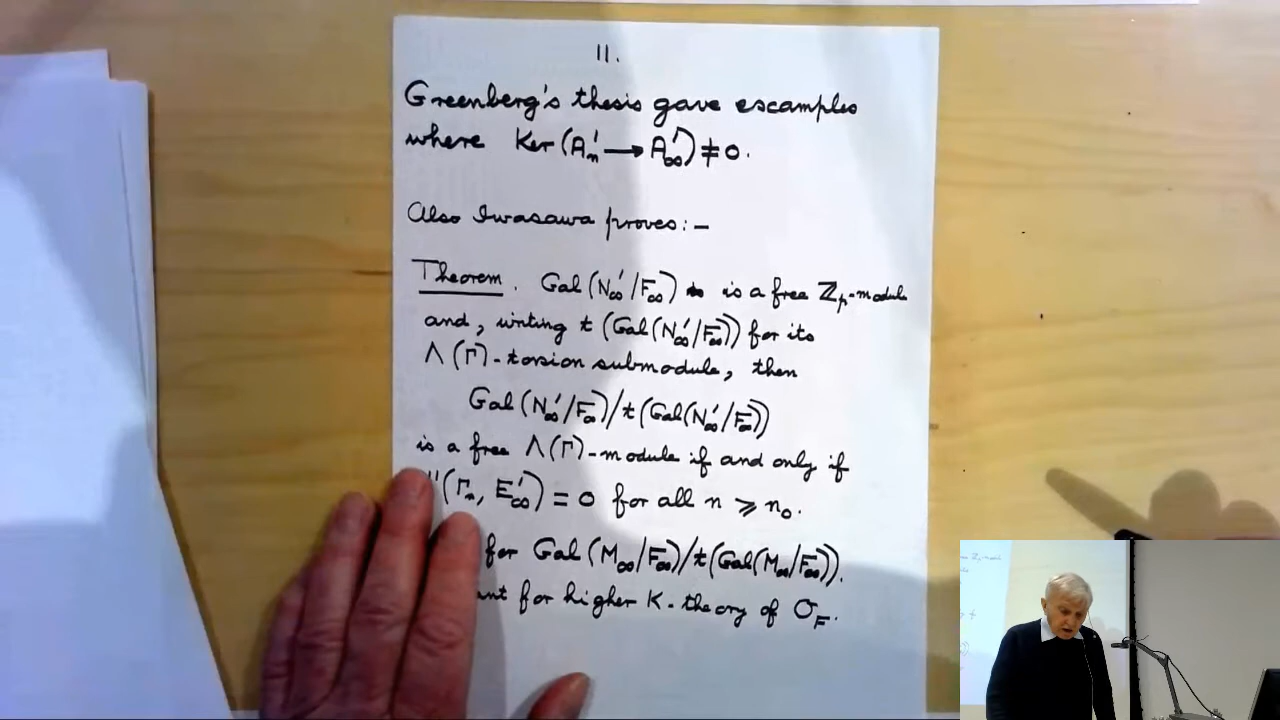 11.
Greenberg's thesis gave escamples
where Ker (A'ₙ → A'∞) ≠ 0.
Also Iwasawa proves: –
Theorem. Gal (N'∞/F∞) is a free ℤₚ-module
and, writing t (Gal(N'∞/F∞)) for its
Λ(Γ)-torsion submodule, then
Gal (N'∞/F∞)/t(Gal(N'∞/F∞))
is a free Λ(Γ)-module if and only if
(Γₙ, E'∞) = 0 for all n ⩾ n₀.
for Gal (M∞/F∞)/t(Gal(M∞/F∞)).
for higher K-theory of O_F.